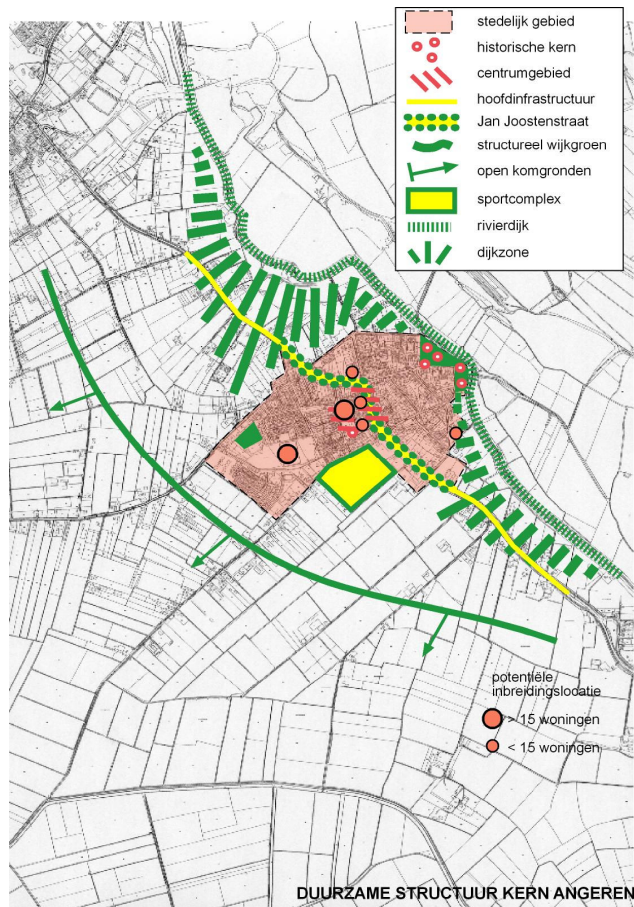 stedelijk gebied
historische kern
centrumgebied
hoofdinfrastructuur
Jan Joostenstraat
structureel wijkgroen
open komgronden
sportcomplex
rivierdijk
dijkzone
potentiële
inbreidingslocatie
> 15 woningen
< 15 woningen
DUURZAME STRUCTUUR KERN ANGEREN